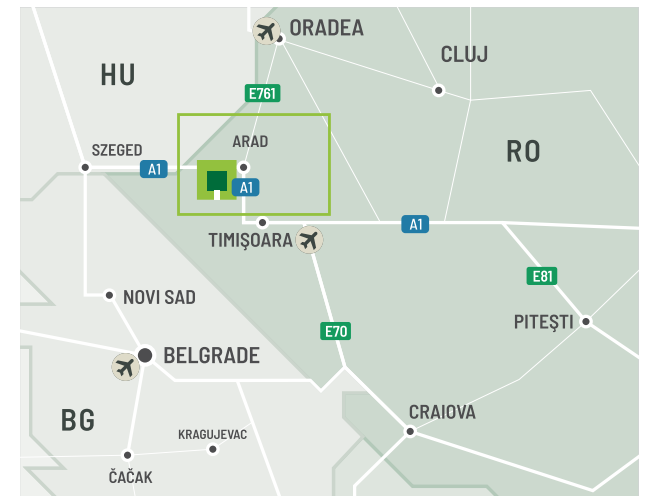 ORADEA
CLUJ
HU
E761
ARAD
SZEGED
A1
RO
A1
TIMIŞOARA
A1
E81
NOVI SAD
PITEŞTI
E70
BELGRADE
BG
CRAIOVA
KRAGUJEVAC
ČAČAK